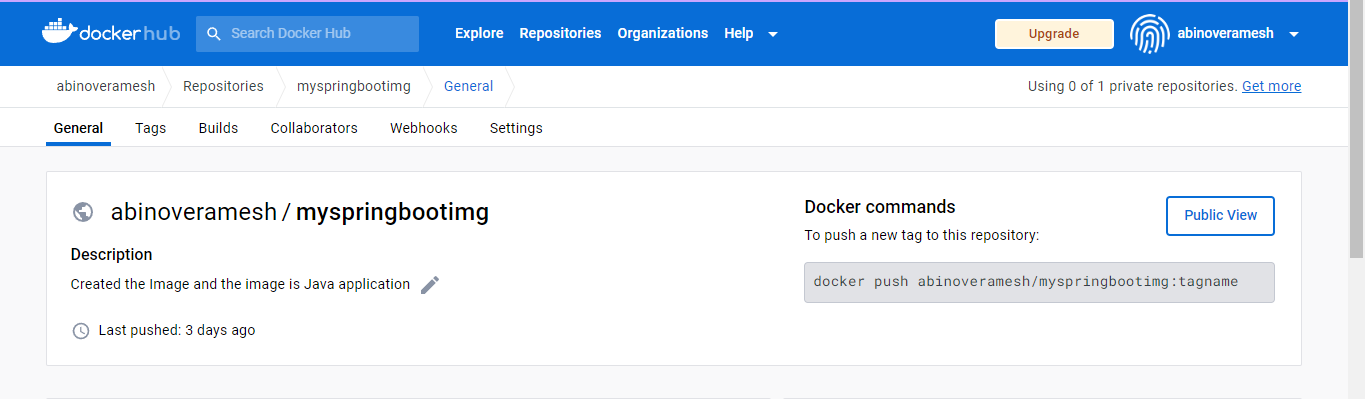 dockerhub Search Docker Hub Explore Repositories Organizations Help Upgrade abinoveramesh
abinoveramesh Repositories myspringbootimg General Using 0 of 1 private repositories. Get more
General Tags Builds Collaborators Webhooks Settings
abinoveramesh / myspringbootimg
Description
Created the Image and the image is Java application
Last pushed: 3 days ago
Docker commands
Public View
To push a new tag to this repository:
docker push abinoveramesh/myspringbootimg:tagname